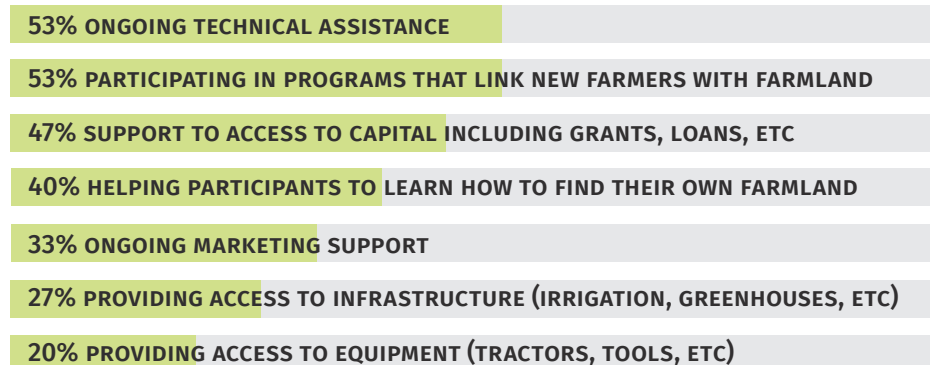 53% ONGOING TECHNICAL ASSISTANCE
53% PARTICIPATING IN PROGRAMS THAT LINK NEW FARMERS WITH FARMLAND
47% SUPPORT TO ACCESS TO CAPITAL INCLUDING GRANTS, LOANS, ETC
40% HELPING PARTICIPANTS TO LEARN HOW TO FIND THEIR OWN FARMLAND
33% ONGOING MARKETING SUPPORT
27% PROVIDING ACCESS TO INFRASTRUCTURE (IRRIGATION, GREENHOUSES, ETC)
20% PROVIDING ACCESS TO EQUIPMENT (TRACTORS, TOOLS, ETC)